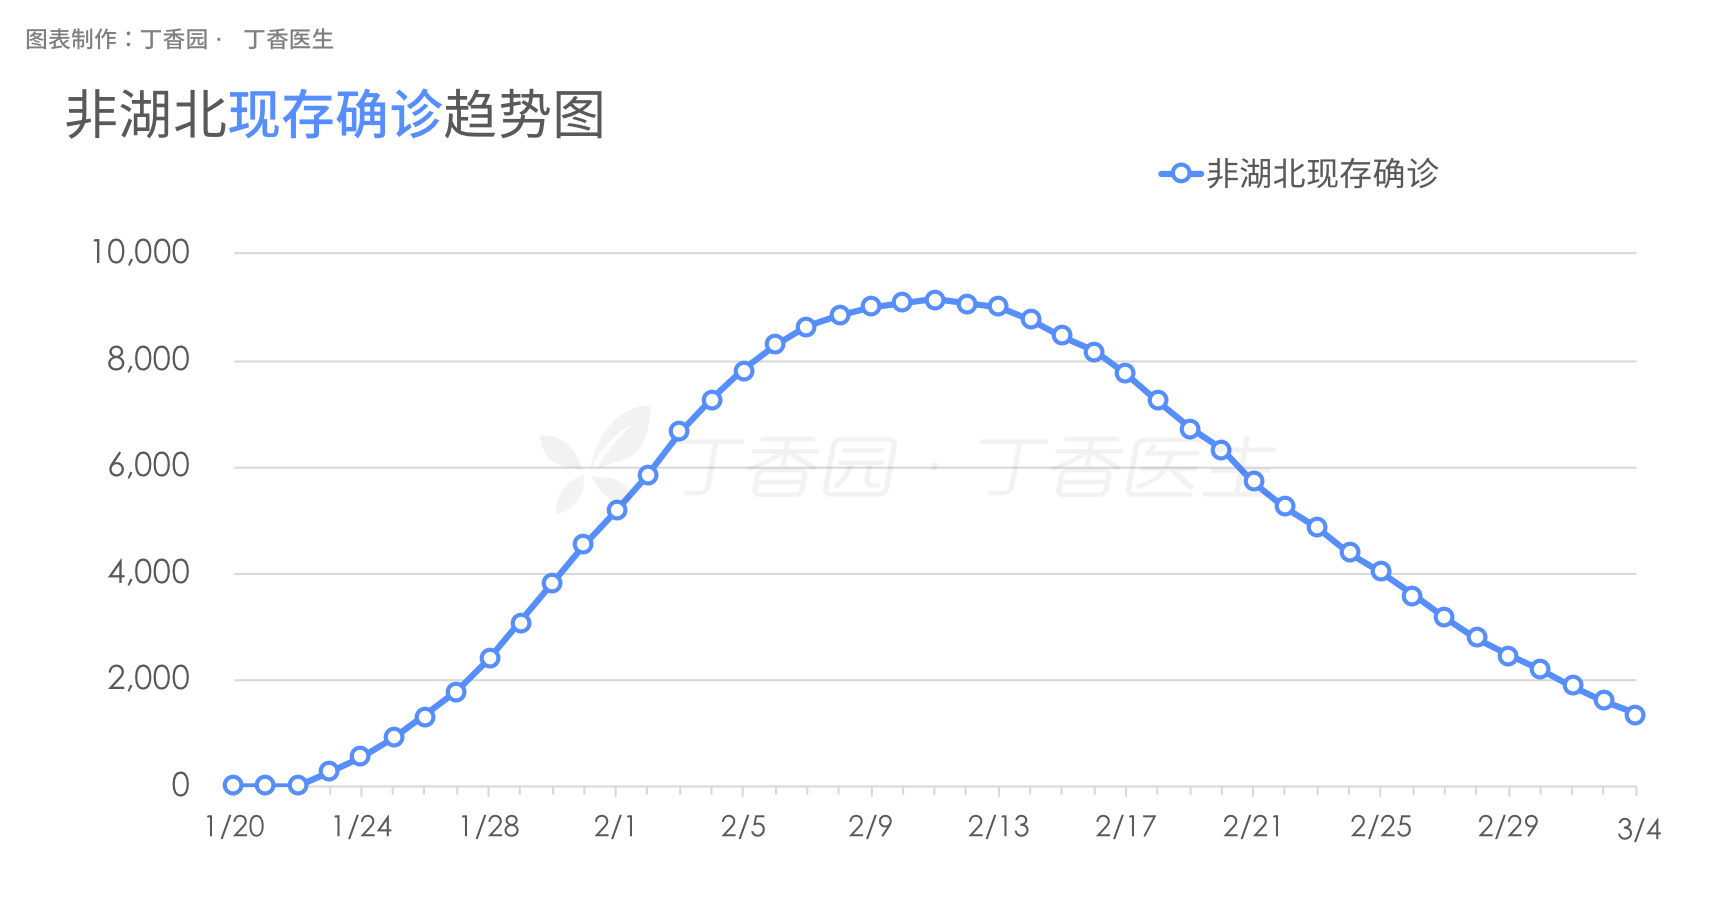 图表制作：丁香园 · 丁香医生
非湖北现存确诊趋势图
非湖北现存确诊
10,000
8,000
6,000
4,000
2,000
0
丁香园 · 丁香医生
1/20 1/24 1/28 2/1 2/5 2/9 2/13 2/17 2/21 2/25 2/29 3/4